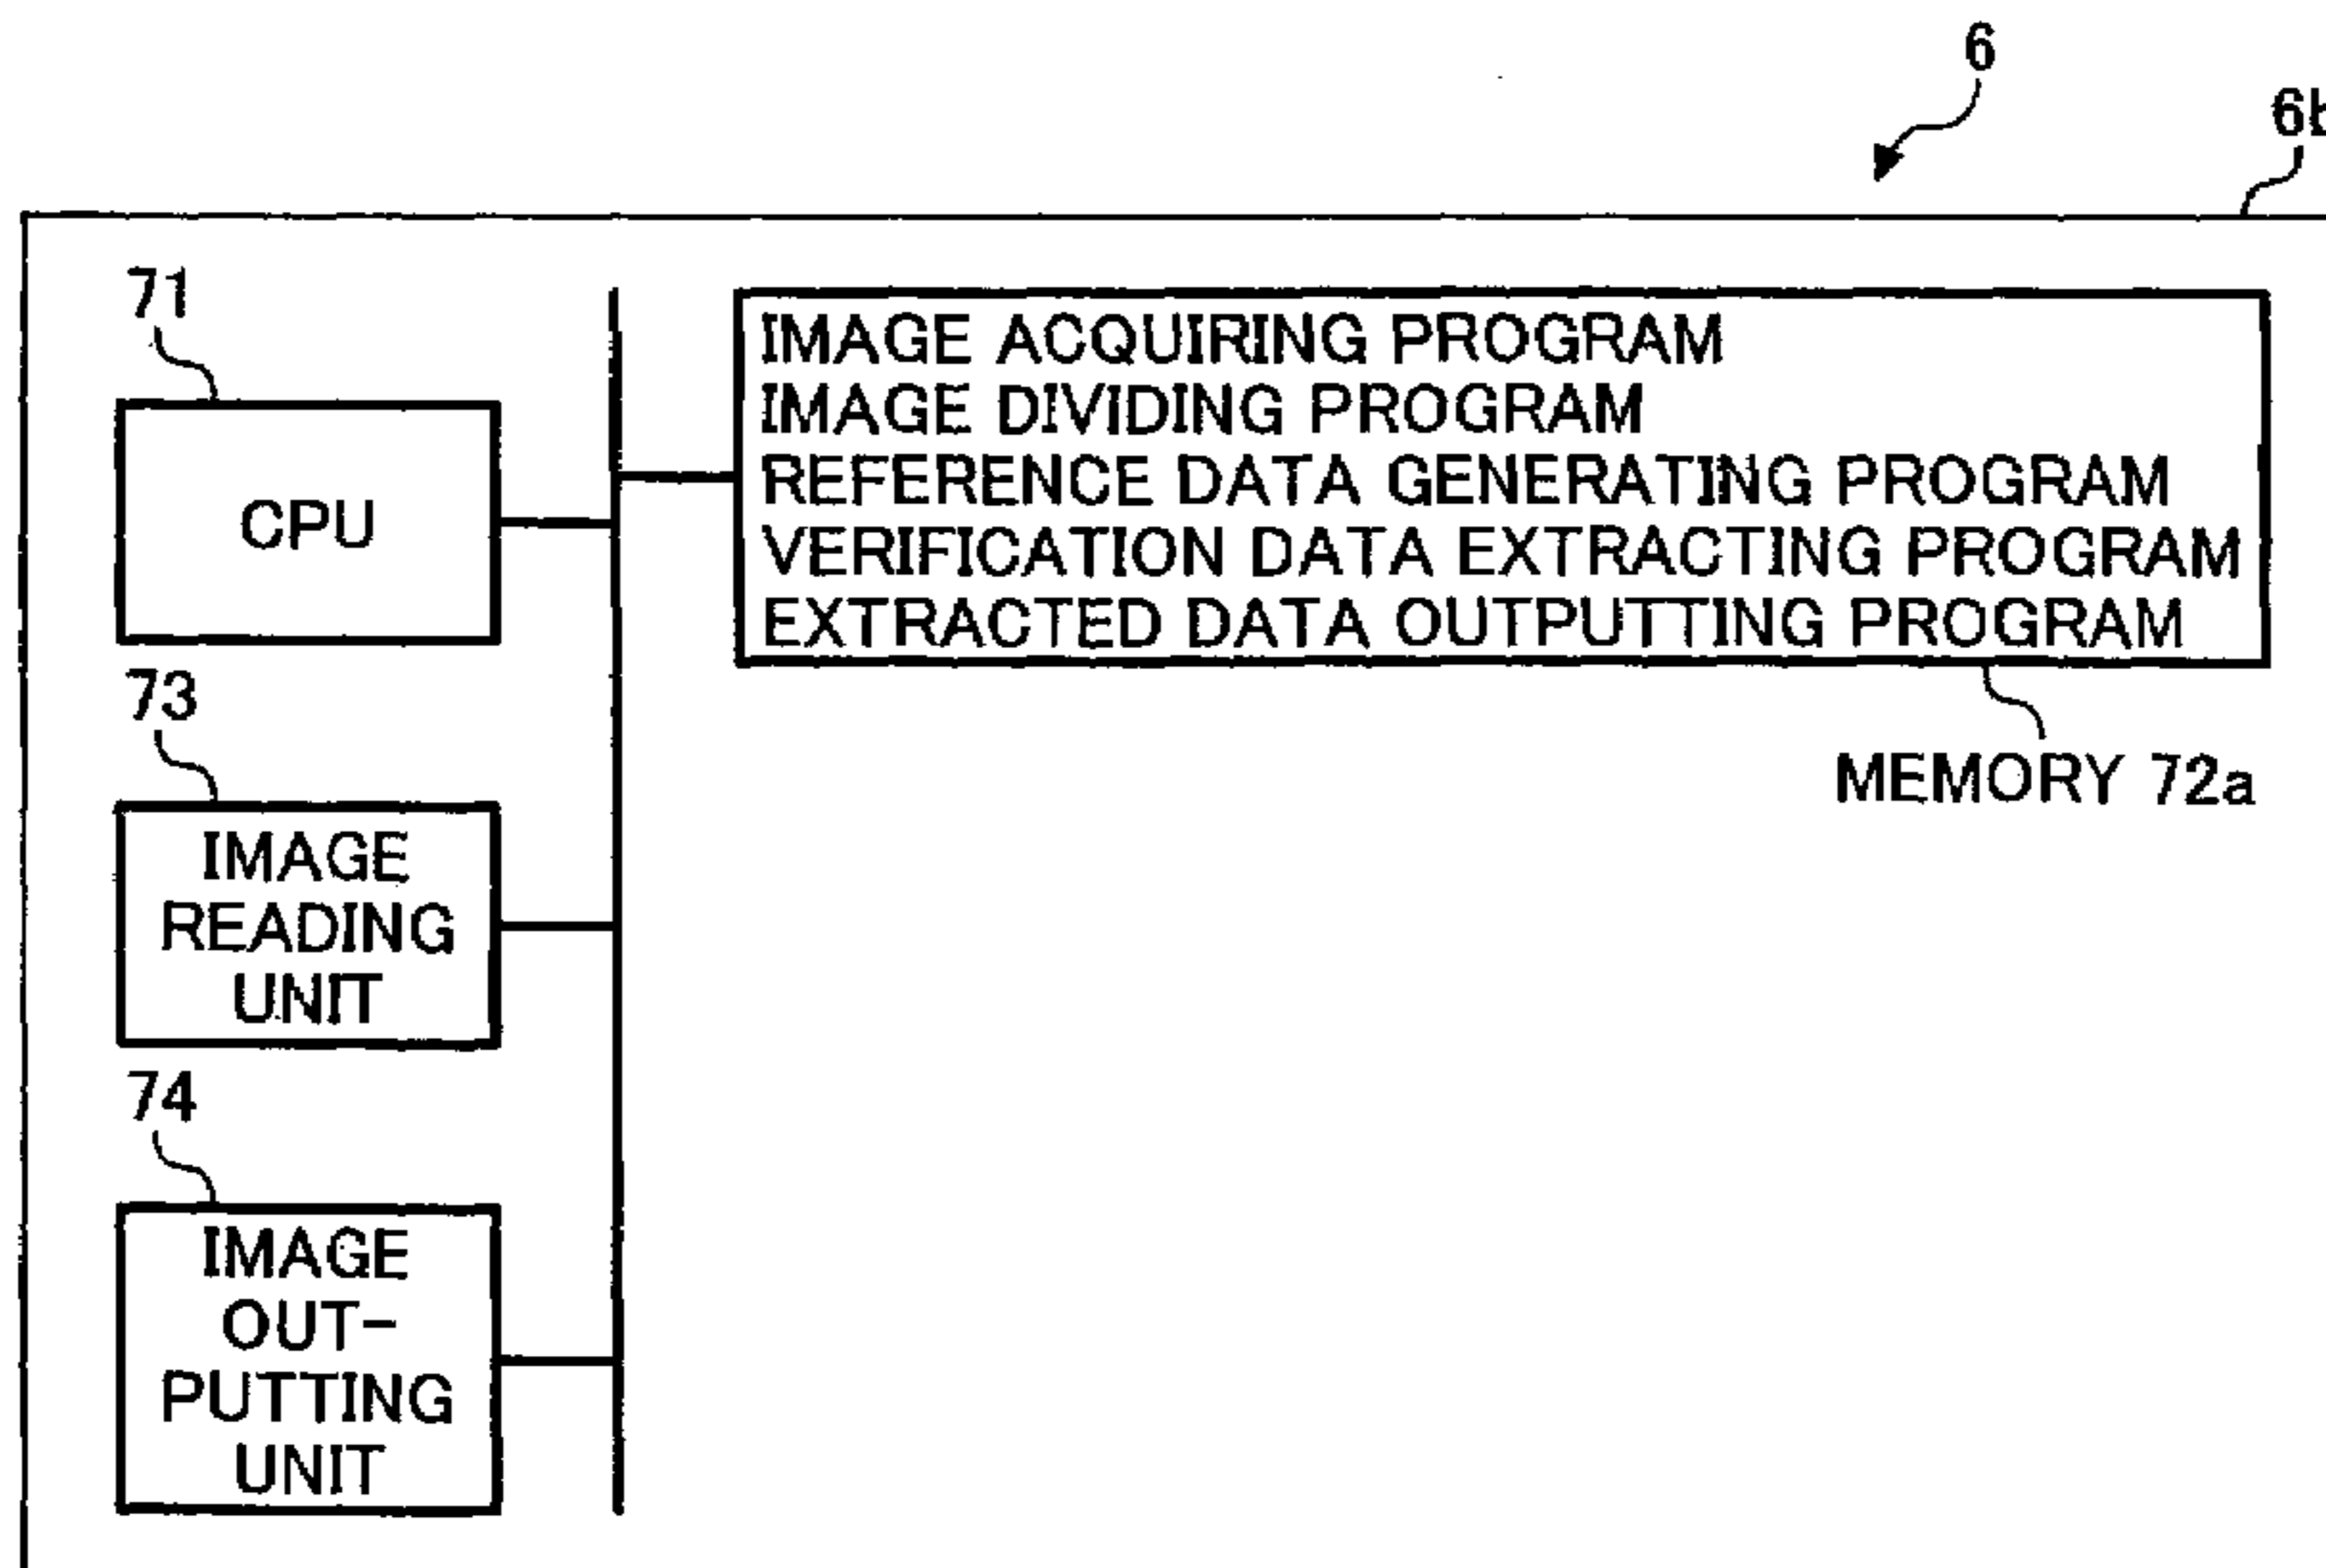 6
6b
71
CPU
IMAGE ACQUIRING PROGRAM
IMAGE DIVIDING PROGRAM
REFERENCE DATA GENERATING PROGRAM
VERIFICATION DATA EXTRACTING PROGRAM
EXTRACTED DATA OUTPUTTING PROGRAM
MEMORY 72a
73
IMAGE
READING
UNIT
74
IMAGE
OUT-
PUTTING
UNIT